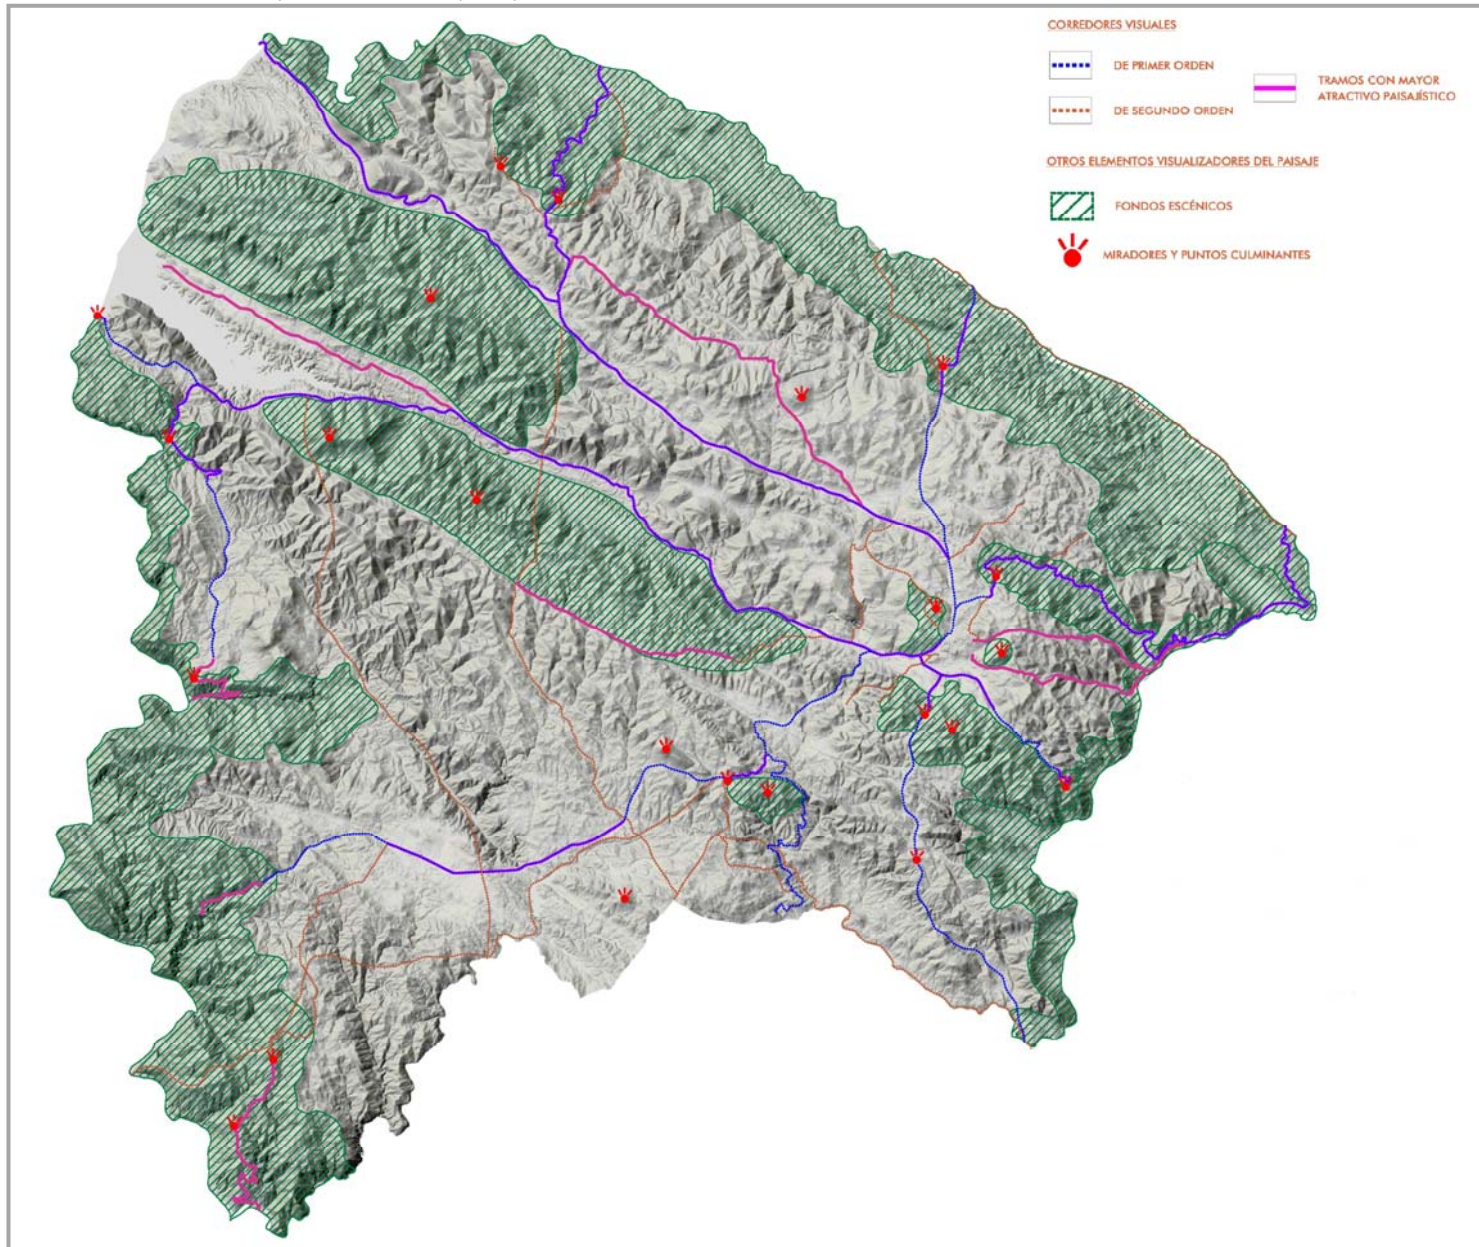 CORREDORES VISUALES
DE PRIMER ORDEN
TRAMOS CON MAYOR
ATRACTIVO PAISAJÍSTICO
DE SEGUNDO ORDEN
OTROS ELEMENTOS VISUALIZADORES DEL PAISAJE
FONDOS ESCÉNICOS
MIRADORES Y PUNTOS CULMINANTES